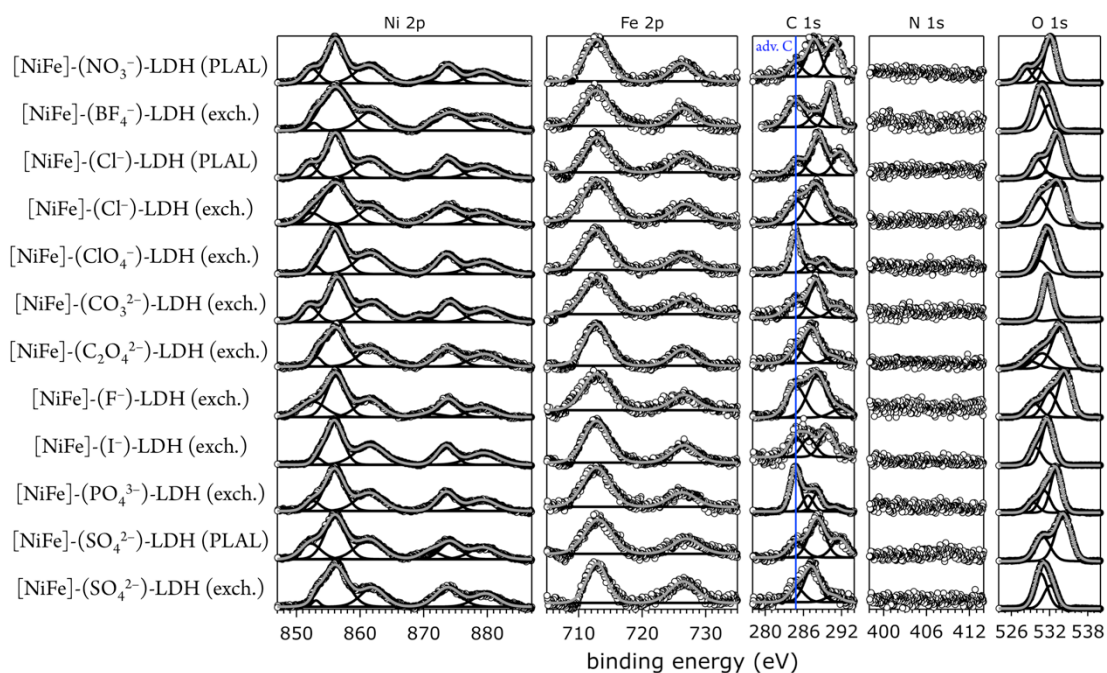 Ni 2p Fe 2p C 1s N 1s O 1s
adv. C
[NiFe]-(NO₃⁻)-LDH (PLAL)
[NiFe]-(BF₄⁻)-LDH (exch.)
[NiFe]-(Cl⁻)-LDH (PLAL)
[NiFe]-(Cl⁻)-LDH (exch.)
[NiFe]-(ClO₄⁻)-LDH (exch.)
[NiFe]-(CO₃²⁻)-LDH (exch.)
[NiFe]-(C₂O₄²⁻)-LDH (exch.)
[NiFe]-(F⁻)-LDH (exch.)
[NiFe]-(I⁻)-LDH (exch.)
[NiFe]-(PO₄³⁻)-LDH (exch.)
[NiFe]-(SO₄²⁻)-LDH (PLAL)
[NiFe]-(SO₄²⁻)-LDH (exch.)
850 860 870 880 710 720 730 280 286 292 400 406 412 526 532 538
binding energy (eV)